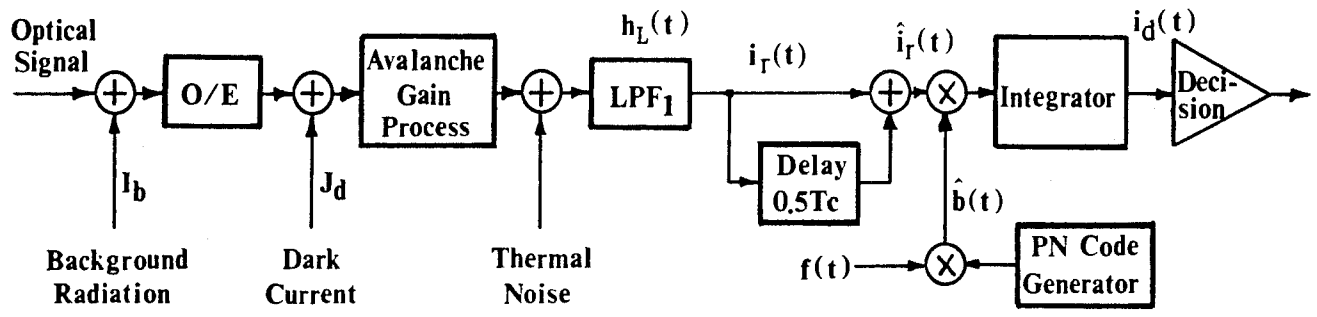 Optical
Signal
I_b
Background
Radiation
O/E
J_d
Dark
Current
Avalanche
Gain
Process
Thermal
Noise
h_L(t)
LPF_1
i_r(t)
Delay
0.5Tc
î_r(t)
b̂(t)
f(t)
PN Code
Generator
Integrator
i_d(t)
Deci-
sion